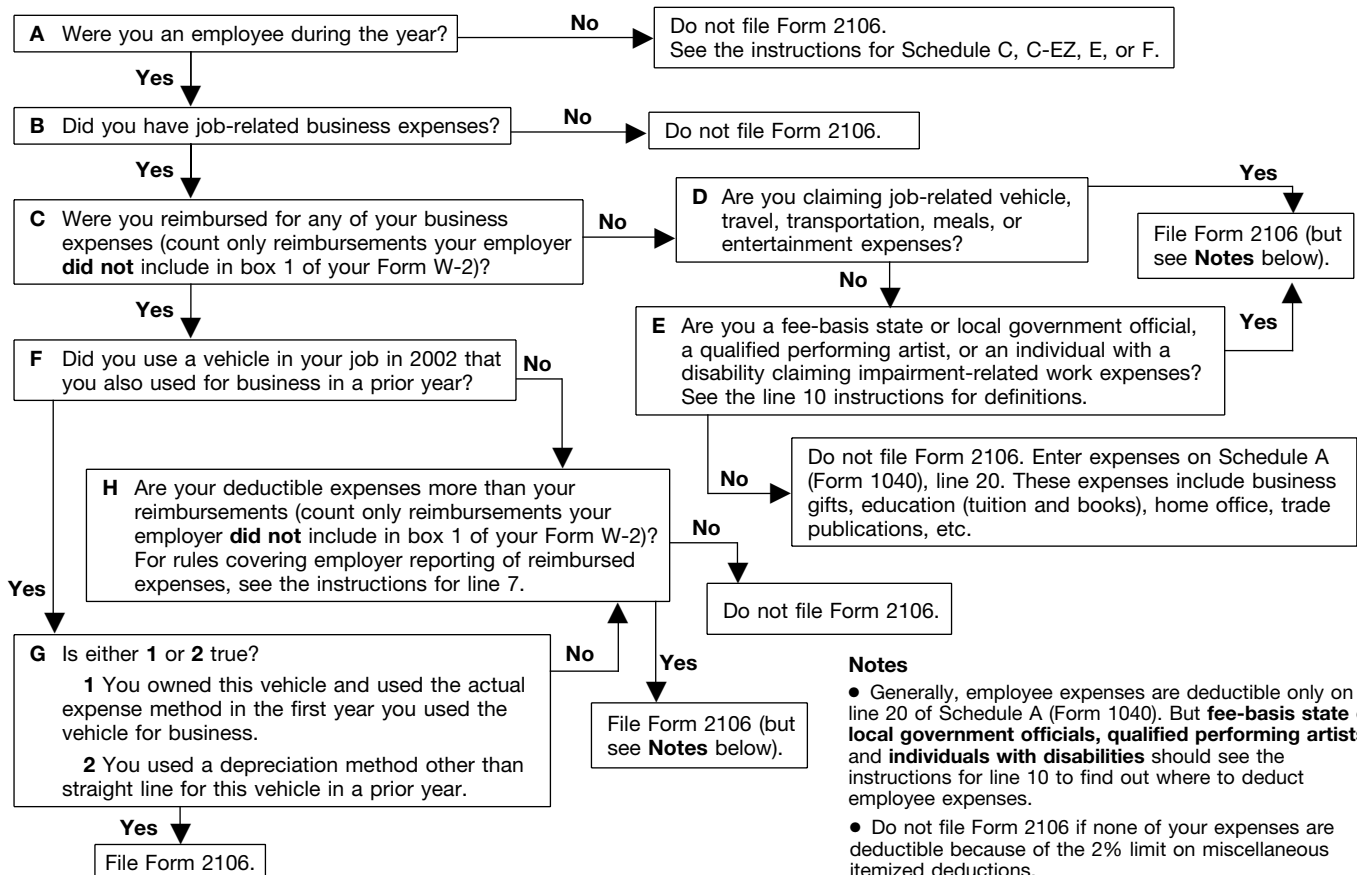 A Were you an employee during the year?
No
Do not file Form 2106.
See the instructions for Schedule C, C-EZ, E, or F.
Yes
B Did you have job-related business expenses?
No
Do not file Form 2106.
Yes
C Were you reimbursed for any of your business
expenses (count only reimbursements your employer
did not include in box 1 of your Form W-2)?
No
D Are you claiming job-related vehicle,
travel, transportation, meals, or
entertainment expenses?
Yes
File Form 2106 (but
see Notes below).
No
Yes
E Are you a fee-basis state or local government official,
a qualified performing artist, or an individual with a
disability claiming impairment-related work expenses?
See the line 10 instructions for definitions.
Yes
F Did you use a vehicle in your job in 2002 that
you also used for business in a prior year?
No
No
Do not file Form 2106. Enter expenses on Schedule A
(Form 1040), line 20. These expenses include business
gifts, education (tuition and books), home office, trade
publications, etc.
H Are your deductible expenses more than your
reimbursements (count only reimbursements your
employer did not include in box 1 of your Form W-2)?
For rules covering employer reporting of reimbursed
expenses, see the instructions for line 7.
No
Do not file Form 2106.
Yes
G Is either 1 or 2 true?
1 You owned this vehicle and used the actual
expense method in the first year you used the
vehicle for business.
2 You used a depreciation method other than
straight line for this vehicle in a prior year.
No
Yes
File Form 2106 (but
see Notes below).
Yes
File Form 2106.
Notes
● Generally, employee expenses are deductible only on
line 20 of Schedule A (Form 1040). But fee-basis state
local government officials, qualified performing artists
and individuals with disabilities should see the
instructions for line 10 to find out where to deduct
employee expenses.
● Do not file Form 2106 if none of your expenses are
deductible because of the 2% limit on miscellaneous
itemized deductions.